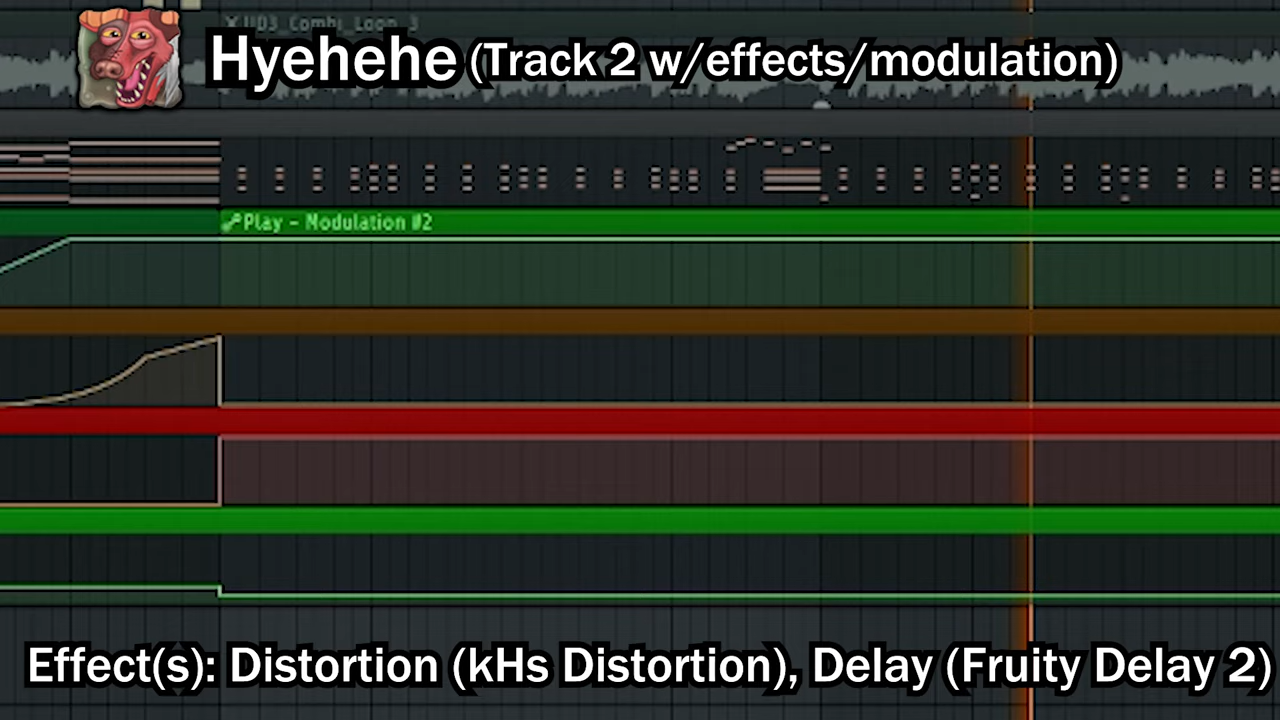 Hyehehe (Track 2 w/effects/modulation)
Play - Modulation #2
Effect(s): Distortion (kHs Distortion), Delay (Fruity Delay 2)